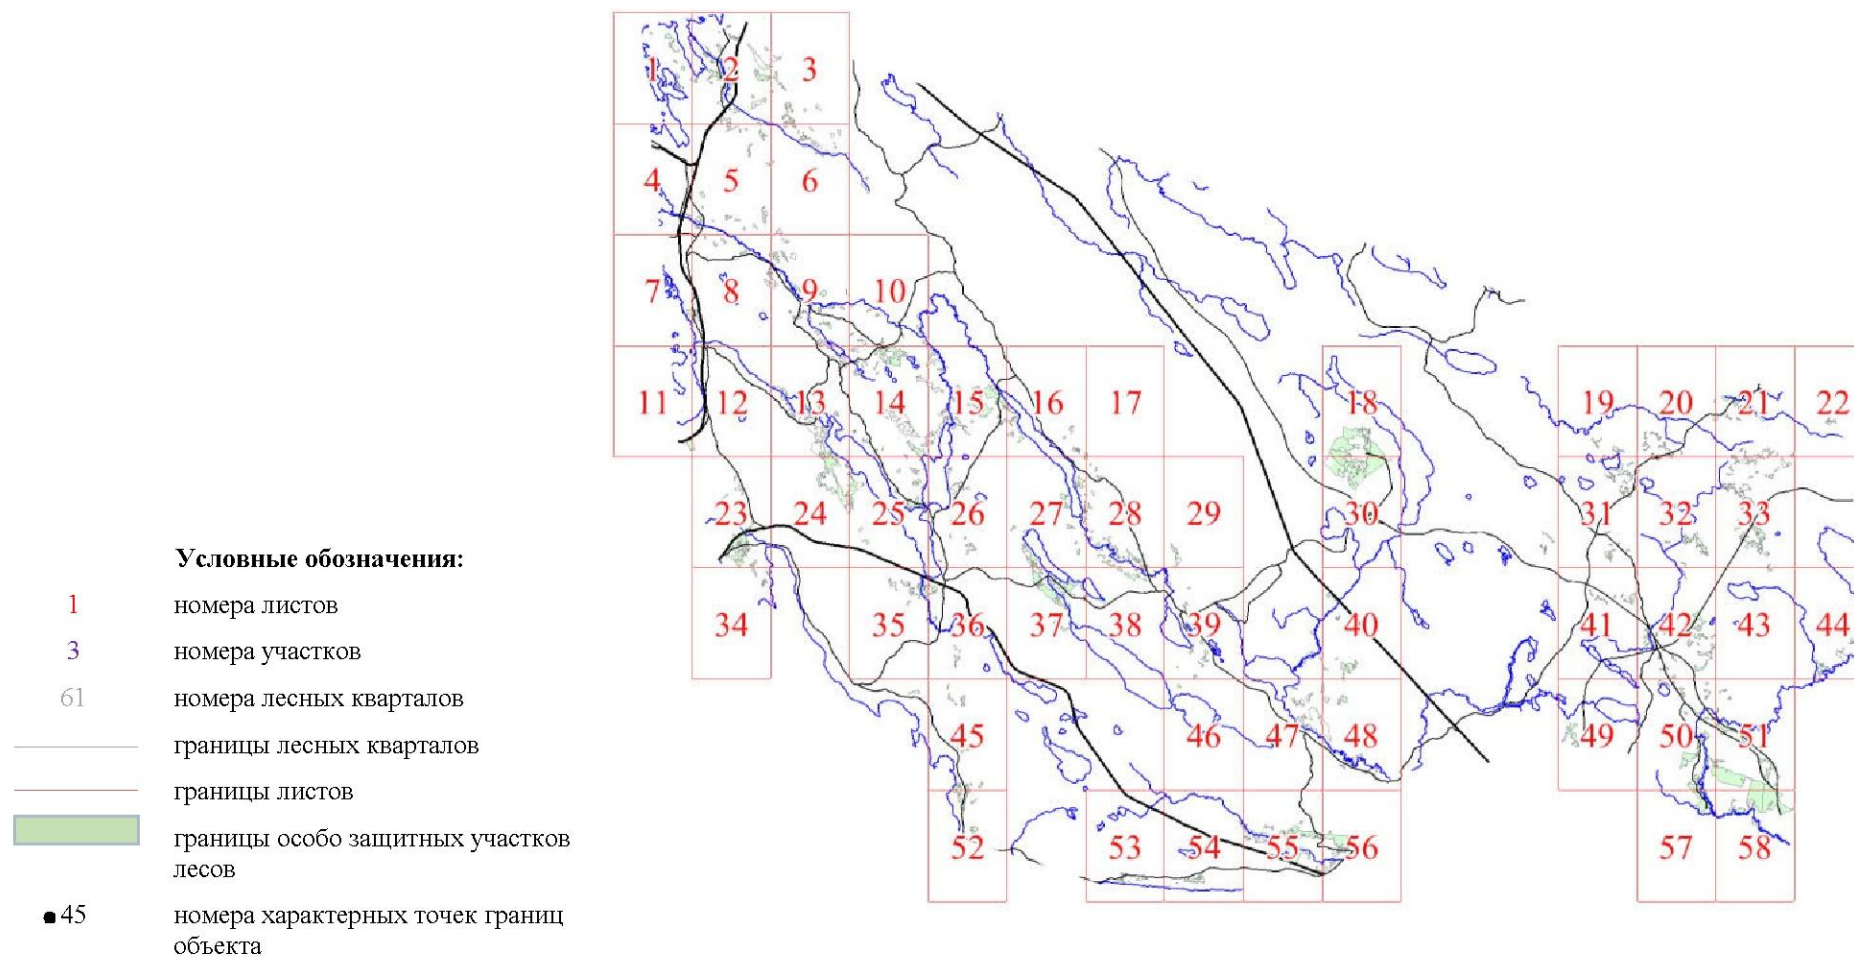 1 2 3
4 5 6
7 8 9 10
11 12 13 14 15 16 17 18 19 20 21 22
23 24 25 26 27 28 29 30 31 32 33
34 35 36 37 38 39 40 41 42 43 44
45 46 47 48 49 50 51
52 53 54 55 56 57 58
Условные обозначения:
1 номера листов
3 номера участков
61 номера лесных кварталов
границы лесных кварталов
границы листов
границы особо защитных участков
лесов
45 номера характерных точек границ
объекта